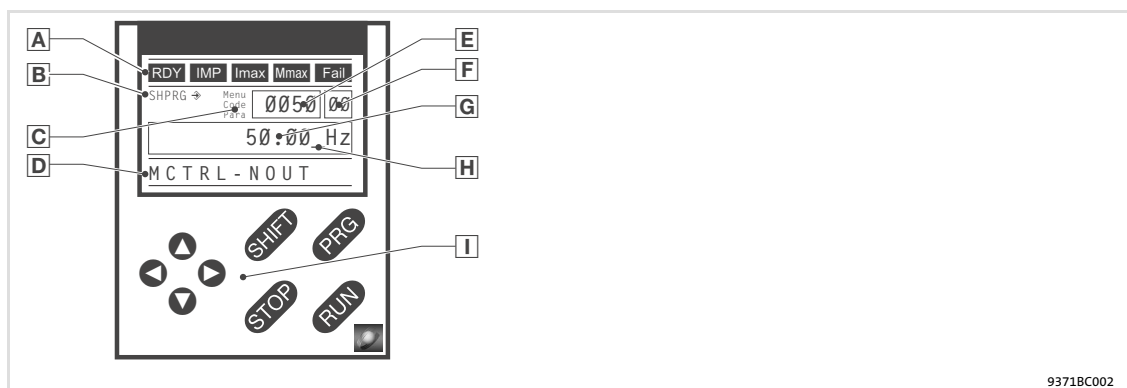 A
RDY IMP Imax Mmax Fail
B
SHPRG
Menu
Code
Para
0050 00
C
50.00 Hz
D
MCTRL-NOUT
E
F
G
H
SHIFT PRG
I
STOP RUN
9371BC002